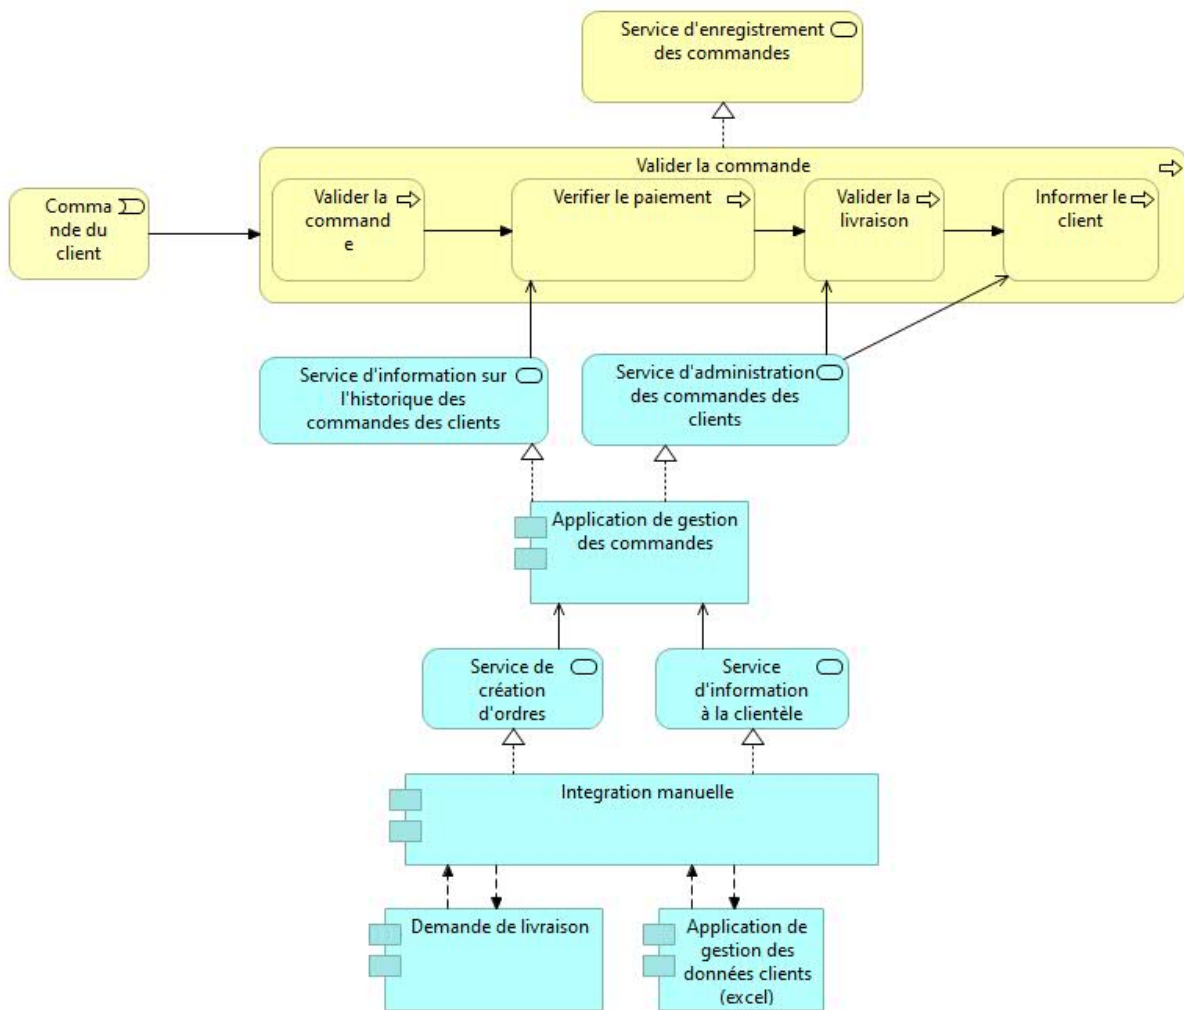 Service d'enregistrement
des commandes
Valider la commande
Comma
nde du
client
Valider la
command
e
Verifier le paiement
Valider la
livraison
Informer le
client
Service d'information sur
l'historique des
commandes des clients
Service d'administration
des commandes des
clients
Application de gestion
des commandes
Service de
création
d'ordres
Service
d'information
à la clientèle
Integration manuelle
Demande de livraison
Application de
gestion des
données clients
(excel)